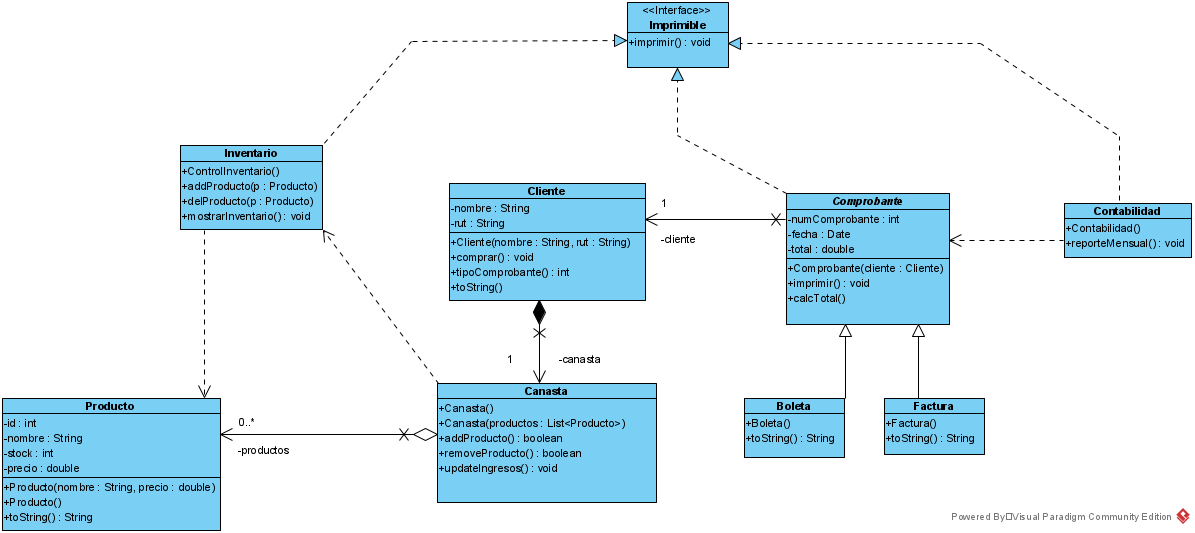 <<Interface>>
Imprimible
+imprimir() : void
Inventario
+ControlInventario()
+addProducto(p : Producto)
+delProducto(p : Producto)
+mostrarInventario() : void
Cliente
-nombre : String
-rut : String
+Cliente(nombre : String, rut : String)
+comprar() : void
+tipoComprobante() : int
+toString()
1
-cliente
Comprobante
-numComprobante : int
-fecha : Date
-total : double
+Comprobante(cliente : Cliente)
+imprimir() : void
+calcTotal()
Contabilidad
+Contabilidad()
+reporteMensual() : void
1
-canasta
Producto
-id : int
-nombre : String
-stock : int
-precio : double
+Producto(nombre : String, precio : double)
+Producto()
+toString() : String
0..*
-productos
Canasta
+Canasta()
+Canasta(productos : List<Producto>)
+addProducto() : boolean
+removeProducto() : boolean
+updateIngresos() : void
Boleta
+Boleta()
+toString() : String
Factura
+Factura()
+toString() : String
Powered By Visual Paradigm Community Edition